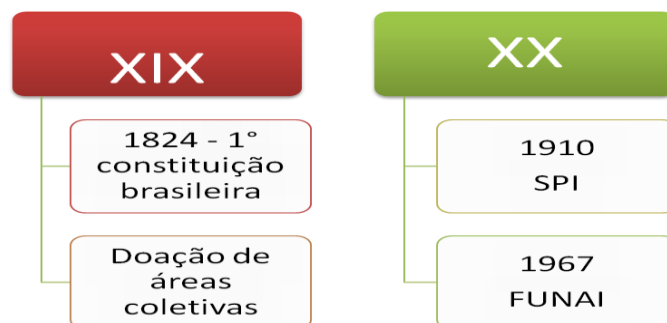 XIX
1824 - 1°
constituição
brasileira
Doação de
áreas
coletivas
XX
1910
SPI
1967
FUNAI